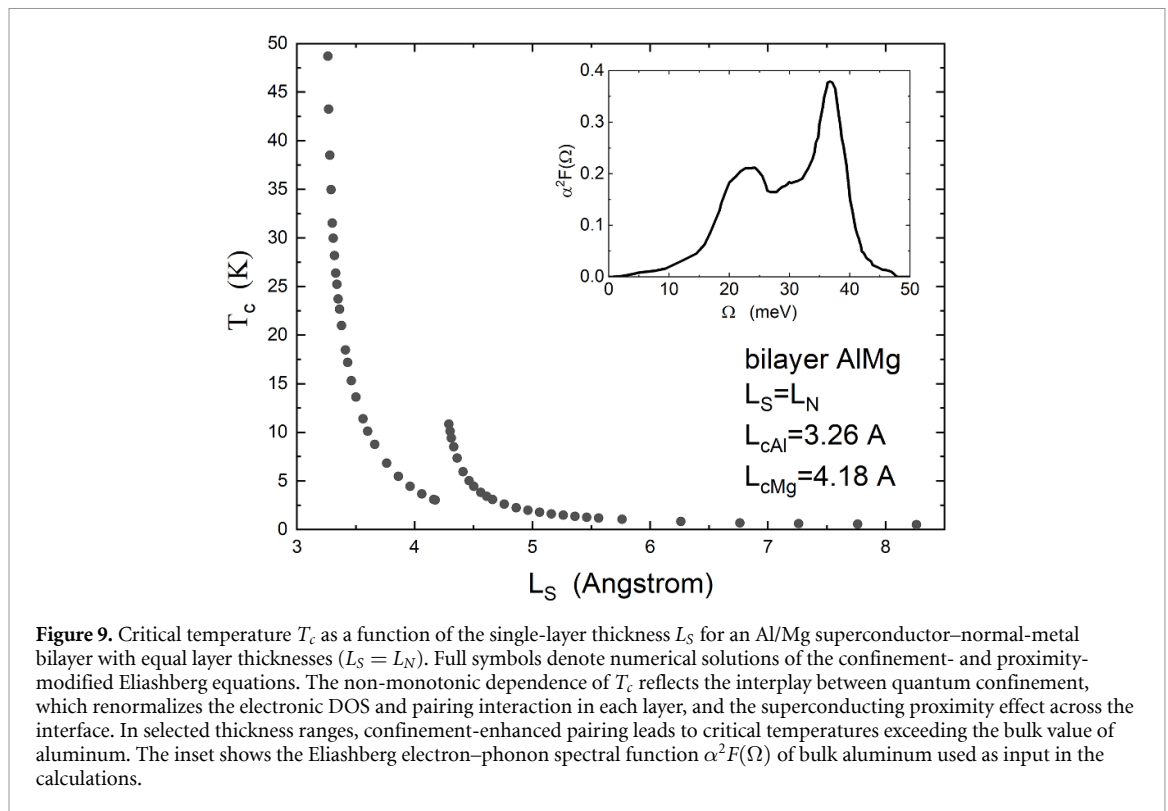 50
45
40
35
30
25
20
15
10
5
0
T_c (K)
3 4 5 6 7 8
L_S (Angstrom)
0.4
0.3
0.2
0.1
0.0
α²F(Ω)
0 10 20 30 40 50
Ω (meV)
bilayer AlMg
L_S=L_N
L_cAl=3.26 A
L_cMg=4.18 A
Figure 9. Critical temperature T_c as a function of the single-layer thickness L_S for an Al/Mg superconductor–normal-metal
bilayer with equal layer thicknesses (L_S = L_N). Full symbols denote numerical solutions of the confinement- and proximity-
modified Eliashberg equations. The non-monotonic dependence of T_c reflects the interplay between quantum confinement,
which renormalizes the electronic DOS and pairing interaction in each layer, and the superconducting proximity effect across the
interface. In selected thickness ranges, confinement-enhanced pairing leads to critical temperatures exceeding the bulk value of
aluminum. The inset shows the Eliashberg electron–phonon spectral function α²F(Ω) of bulk aluminum used as input in the
calculations.